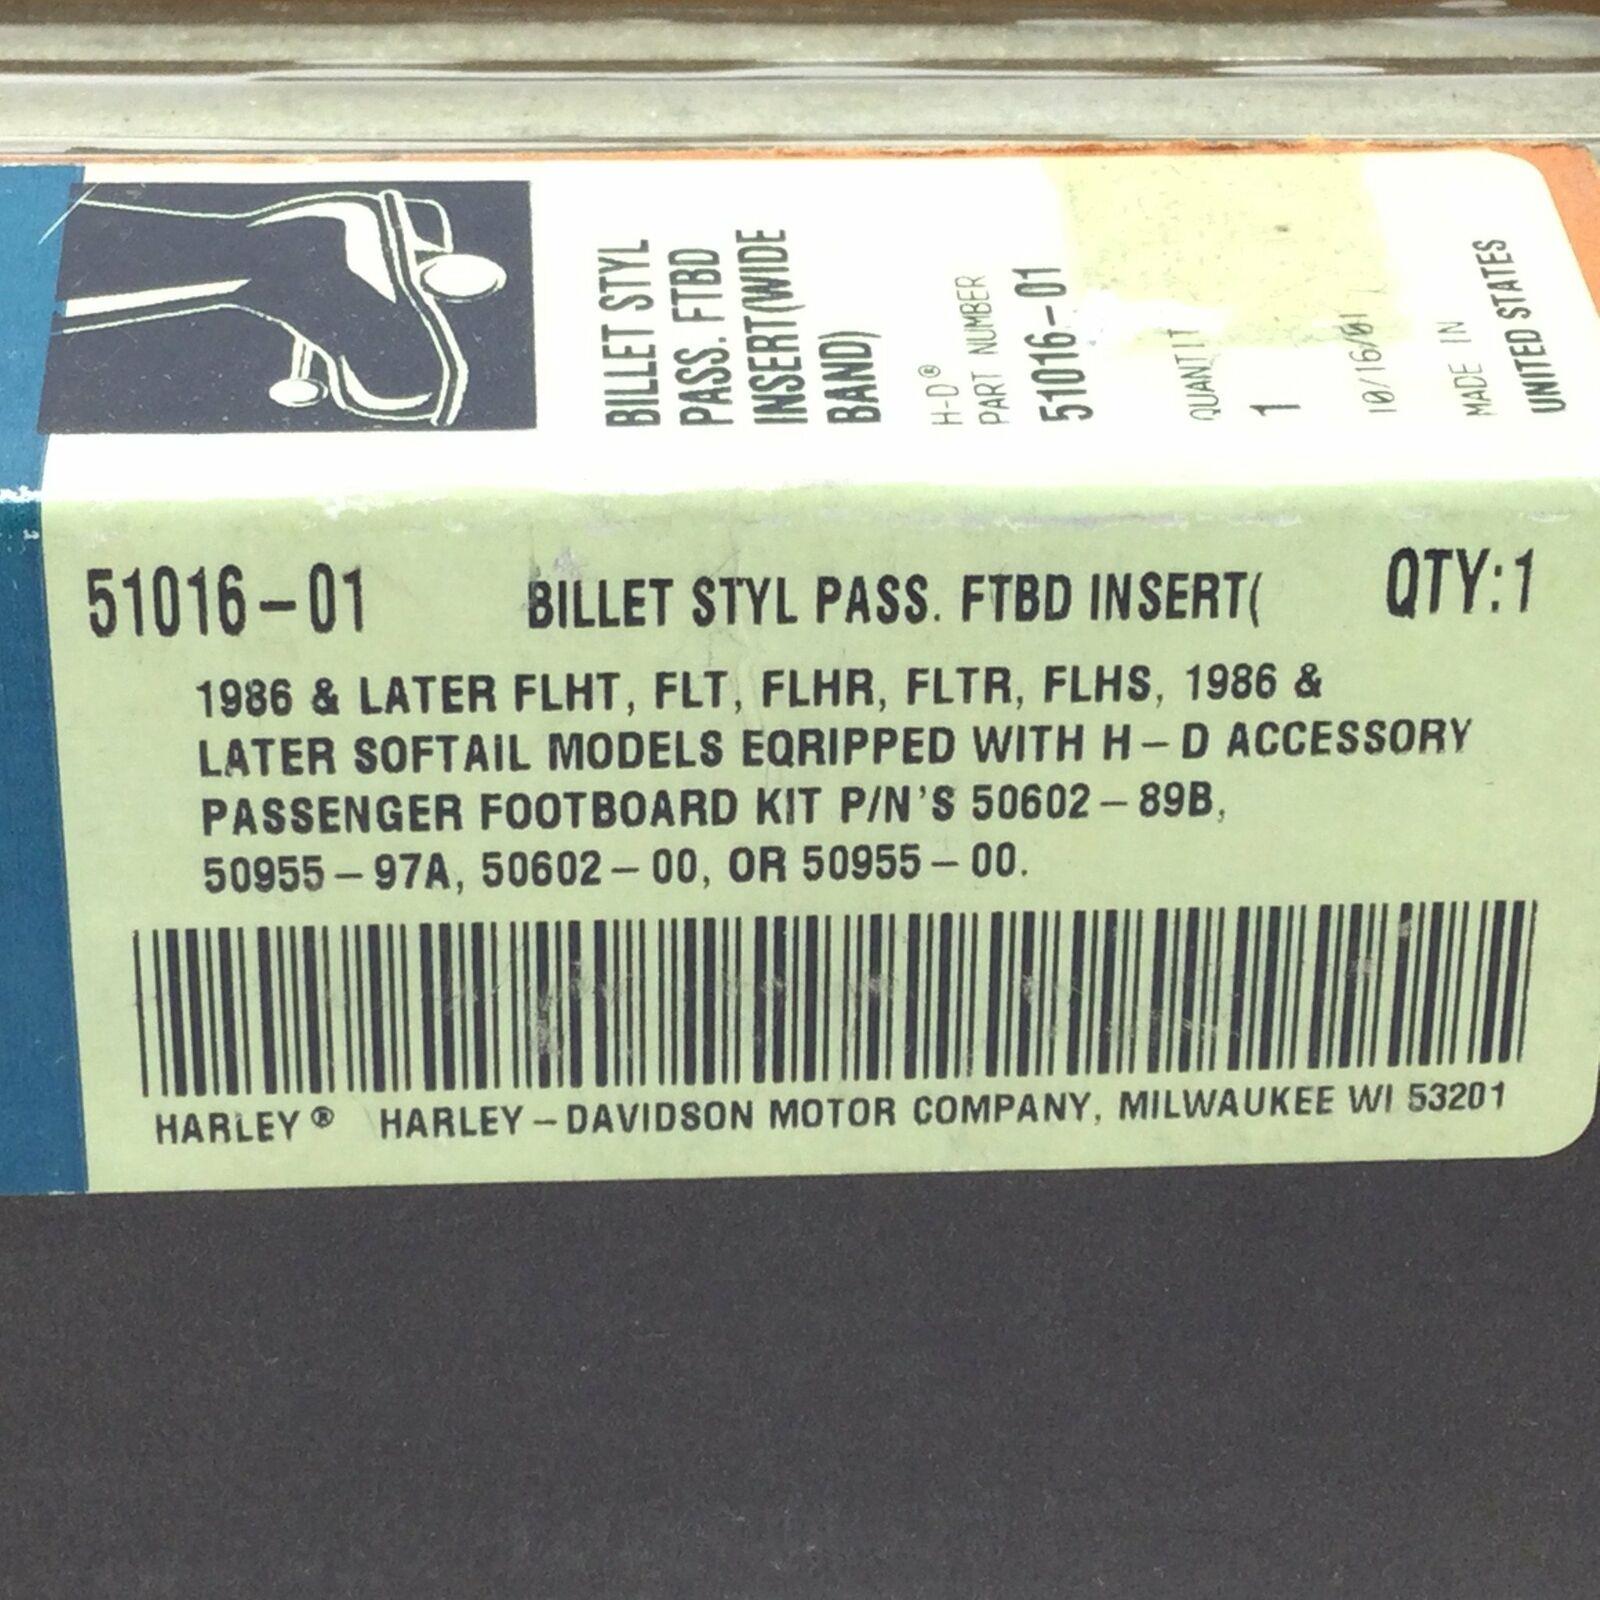 BILLET STYL
PASS. FTBD
INSERT(WIDE
BAND)
H-D®
PART NUMBER
51016-01
QUANTIT
1
10/16/01
MADE IN
UNITED STATES
51016-01 BILLET STYL PASS. FTBD INSERT( QTY:1
1986 & LATER FLHT, FLT, FLHR, FLTR, FLHS, 1986 &
LATER SOFTAIL MODELS EQRIPPED WITH H-D ACCESSORY
PASSENGER FOOTBOARD KIT P/N'S 50602-89B,
50955-97A, 50602-00, OR 50955-00.
HARLEY® HARLEY-DAVIDSON MOTOR COMPANY, MILWAUKEE WI 53201